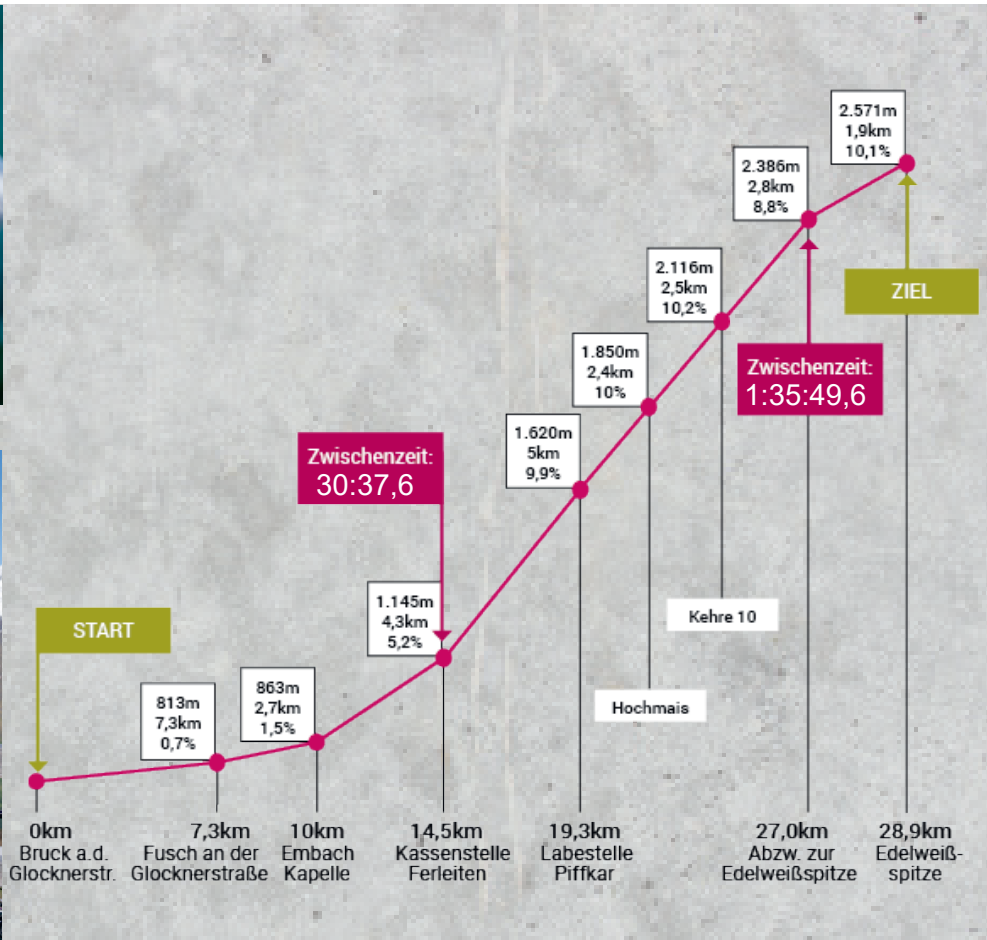 2.571m
1,9km
10,1%
2.386m
2,8km
8,8%
ZIEL
2.116m
2,5km
10,2%
Zwischenzeit:
1:35:49,6
1.850m
2,4km
10%
1.620m
5km
9,9%
Zwischenzeit:
30:37,6
1.145m
4,3km
5,2%
START
Kehre 10
813m
7,3km
0,7%
863m
2,7km
1,5%
Hochmais
0km
Bruck a.d.
Glocknerstr.
7,3km
Fusch an der
Glocknerstraße
10km
Embach
Kapelle
14,5km
Kassenstelle
Ferleiten
19,3km
Labestelle
Piffkar
27,0km
Abzw. zur
Edelweißspitze
28,9km
Edelweiß-
spitze